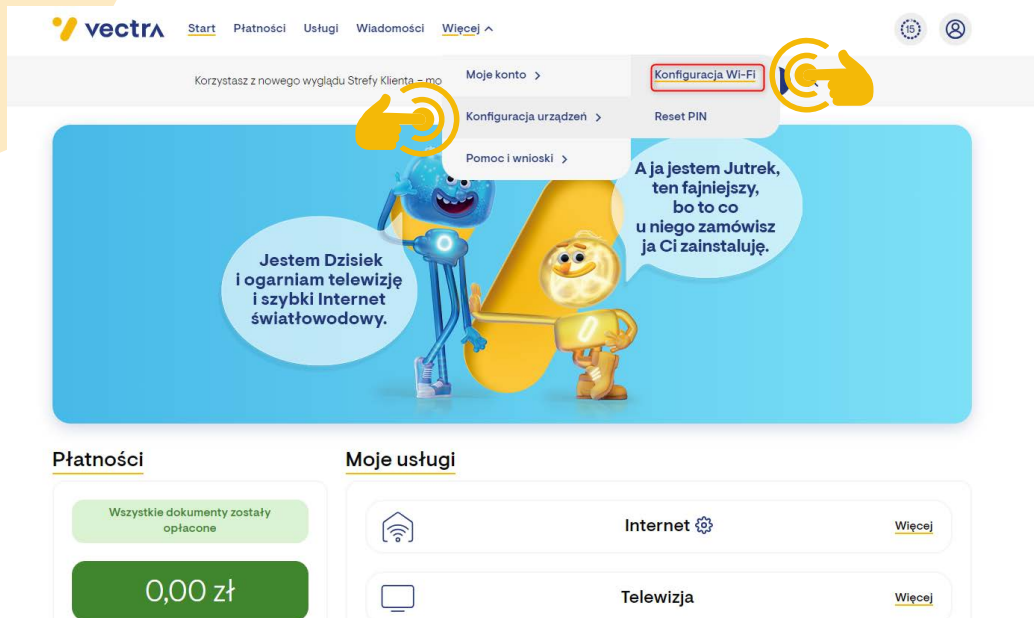 vectra
Start Płatności Usługi Wiadomości Więcej
15
Korzystasz z nowego wyglądu Strefy Klienta – mo
Moje konto
Konfiguracja Wi-Fi
Konfiguracja urządzeń
Reset PIN
Pomoc i wnioski
A ja jestem Jutrek,
ten fajniejszy,
bo to co
u niego zamówisz
ja Ci zainstaluję.
Jestem Dzisiek
i ogarniam telewizję
i szybki Internet
światłowodowy.
Płatności
Moje usługi
Wszystkie dokumenty zostały
opłacone
0,00 zł
Internet
Więcej
Telewizja
Więcej